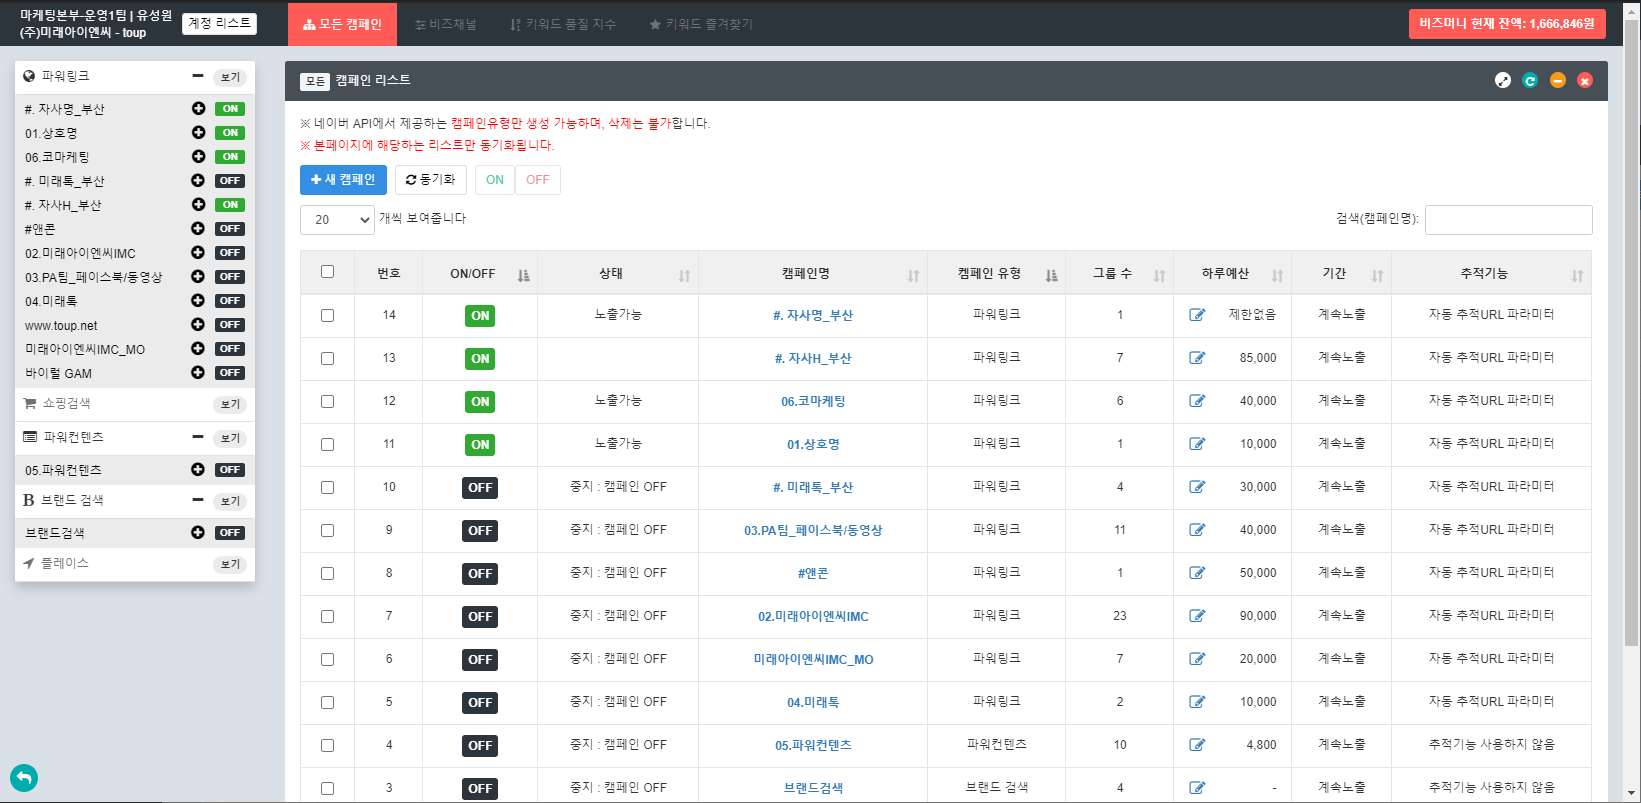 마케팅본부-운영1팀 | 유성원
(주)미래아이엔씨 - toup
계정 리스트
모든 캠페인
비즈채널
키워드 품질 지수
키워드 즐겨찾기
비즈머니 현재 잔액: 1,666,846원
파워링크 보기
#. 자사명_부산 ON
01.상호명 ON
06.코마케팅 ON
#. 미래톡_부산 OFF
#. 자사H_부산 ON
#앤콘 OFF
02.미래아이엔씨IMC OFF
03.PA팀_페이스북/동영상 OFF
04.미래톡 OFF
www.toup.net OFF
미래아이엔씨IMC_MO OFF
바이럴 GAM OFF
쇼핑검색 보기
파워컨텐츠 보기
05.파워컨텐츠 OFF
B 브랜드 검색 보기
브랜드검색 OFF
플레이스 보기
모든 캠페인 리스트
※ 네이버 API에서 제공하는 캠페인유형만 생성 가능하며, 삭제는 불가합니다.
※ 본페이지에 해당하는 리스트만 동기화됩니다.
새 캠페인 동기화 ON OFF
20 개씩 보여줍니다
검색(캠페인명):
번호 ON/OFF 상태 캠페인명 켐페인 유형 그룹 수 하루예산 기간 추적기능
14 ON 노출가능 #. 자사명_부산 파워링크 1 제한없음 계속노출 자동 추적URL 파라미터
13 ON #. 자사H_부산 파워링크 7 85,000 계속노출 자동 추적URL 파라미터
12 ON 노출가능 06.코마케팅 파워링크 6 40,000 계속노출 자동 추적URL 파라미터
11 ON 노출가능 01.상호명 파워링크 1 10,000 계속노출 자동 추적URL 파라미터
10 OFF 중지 : 캠페인 OFF #. 미래톡_부산 파워링크 4 30,000 계속노출 자동 추적URL 파라미터
9 OFF 중지 : 캠페인 OFF 03.PA팀_페이스북/동영상 파워링크 11 40,000 계속노출 자동 추적URL 파라미터
8 OFF 중지 : 캠페인 OFF #앤콘 파워링크 1 50,000 계속노출 자동 추적URL 파라미터
7 OFF 중지 : 캠페인 OFF 02.미래아이엔씨IMC 파워링크 23 90,000 계속노출 자동 추적URL 파라미터
6 OFF 중지 : 캠페인 OFF 미래아이엔씨IMC_MO 파워링크 7 20,000 계속노출 자동 추적URL 파라미터
5 OFF 중지 : 캠페인 OFF 04.미래톡 파워링크 2 10,000 계속노출 자동 추적URL 파라미터
4 OFF 중지 : 캠페인 OFF 05.파워컨텐츠 파워컨텐츠 10 4,800 계속노출 추적기능 사용하지 않음
3 OFF 중지 : 캠페인 OFF 브랜드검색 브랜드 검색 4 - 계속노출 추적기능 사용하지 않음